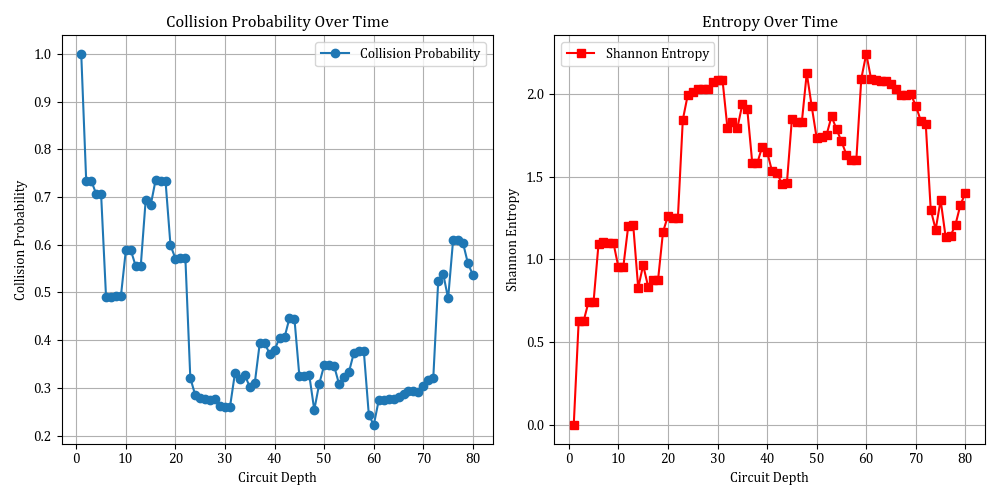 Collision Probability Over Time
Collision Probability
1.0
0.9
0.8
0.7
0.6
0.5
0.4
0.3
0.2
Collision Probability
0 10 20 30 40 50 60 70 80
Circuit Depth
Entropy Over Time
Shannon Entropy
2.0
1.5
1.0
0.5
0.0
Shannon Entropy
0 10 20 30 40 50 60 70 80
Circuit Depth